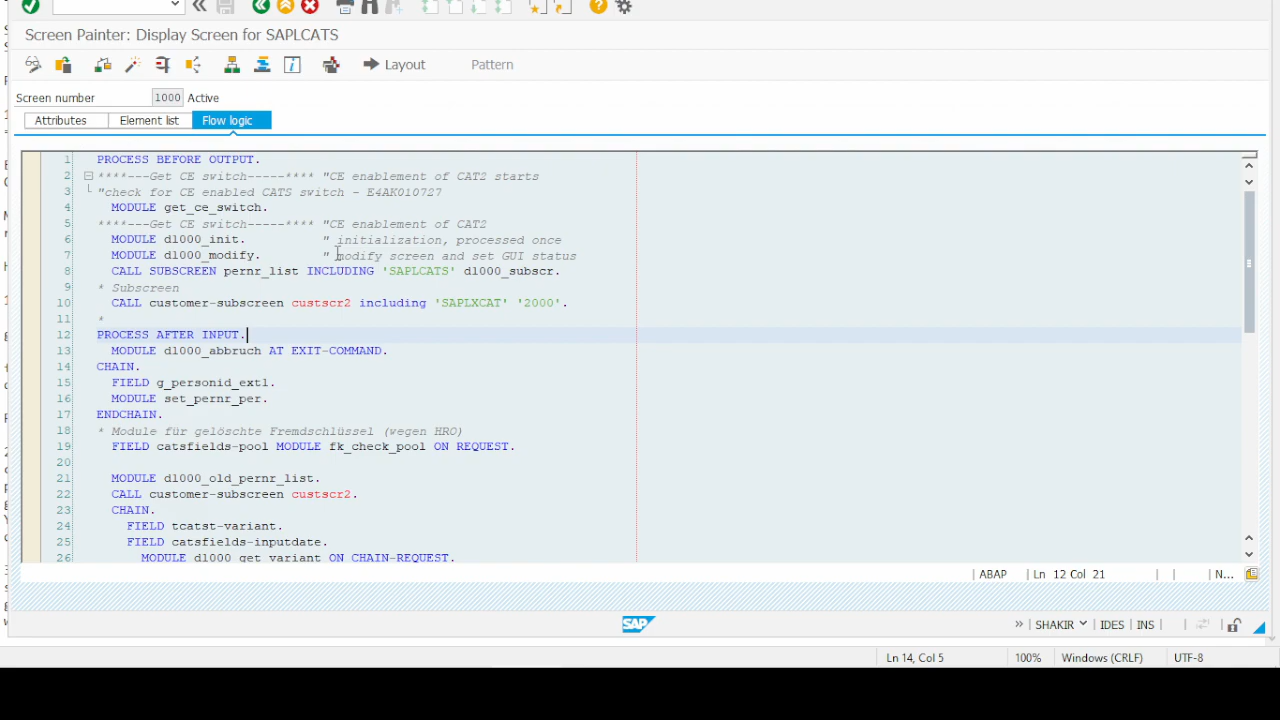 Screen Painter: Display Screen for SAPLCATS
Layout
Pattern
Screen number 1000 Active
Attributes Element list Flow logic
1 PROCESS BEFORE OUTPUT.
2 ****---Get CE switch-----**** "CE enablement of CAT2 starts
3 "check for CE enabled CATS switch - E4AK010727
4 MODULE get_ce_switch.
5 ****---Get CE switch-----**** "CE enablement of CAT2
6 MODULE d1000_init. " initialization, processed once
7 MODULE d1000_modify. " modify screen and set GUI status
8 CALL SUBSCREEN pernr_list INCLUDING 'SAPLCATS' d1000_subscr.
9 * Subscreen
10 CALL customer-subscreen custscr2 including 'SAPLXCAT' '2000'.
11 *
12 PROCESS AFTER INPUT.
13 MODULE d1000_abbruch AT EXIT-COMMAND.
14 CHAIN.
15 FIELD g_personid_ext1.
16 MODULE set_pernr_per.
17 ENDCHAIN.
18 * Module für gelöschte Fremdschlüssel (wegen HRO)
19 FIELD catsfields-pool MODULE fk_check_pool ON REQUEST.
20
21 MODULE d1000_old_pernr_list.
22 CALL customer-subscreen custscr2.
23 CHAIN.
24 FIELD tcatst-variant.
25 FIELD catsfields-inputdate.
26 MODULE d1000_get_variant ON CHAIN-REQUEST.
ABAP Ln 12 Col 21 N...
SAP
» SHAKIR IDES INS
Ln 14, Col 5 100% Windows (CRLF) UTF-8